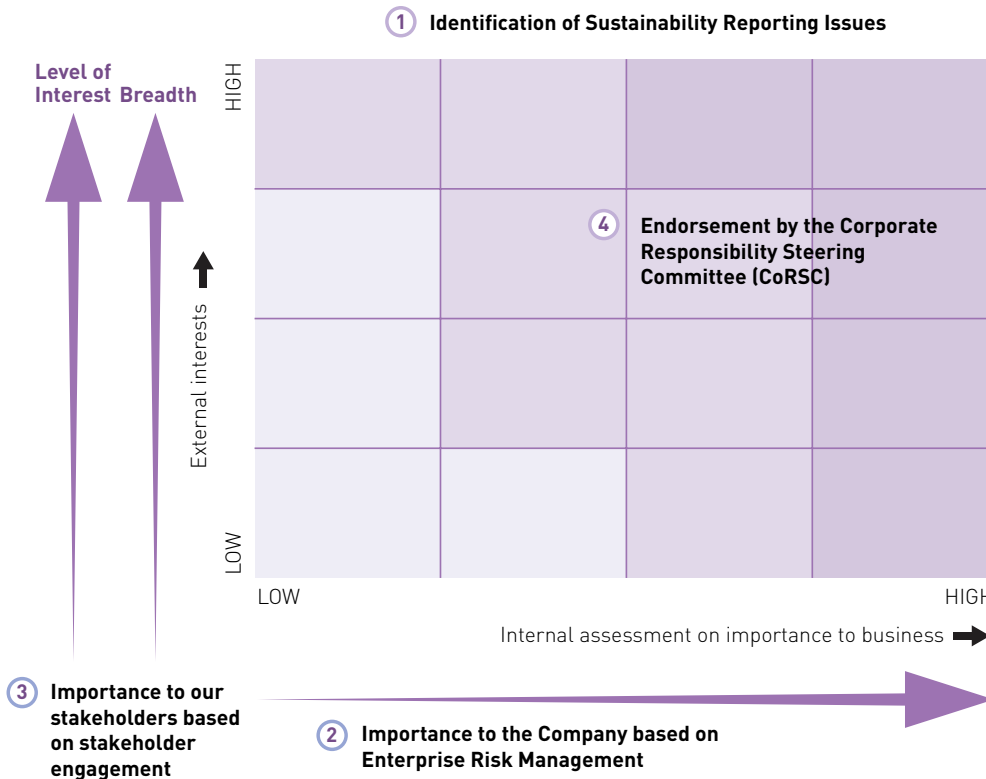 1 Identification of Sustainability Reporting Issues
Level of
Interest Breadth
HIGH
4 Endorsement by the Corporate
Responsibility Steering
Committee (CoRSC)
External interests
LOW
LOW
HIGH
Internal assessment on importance to business
3 Importance to our
stakeholders based
on stakeholder
engagement
2 Importance to the Company based on
Enterprise Risk Management